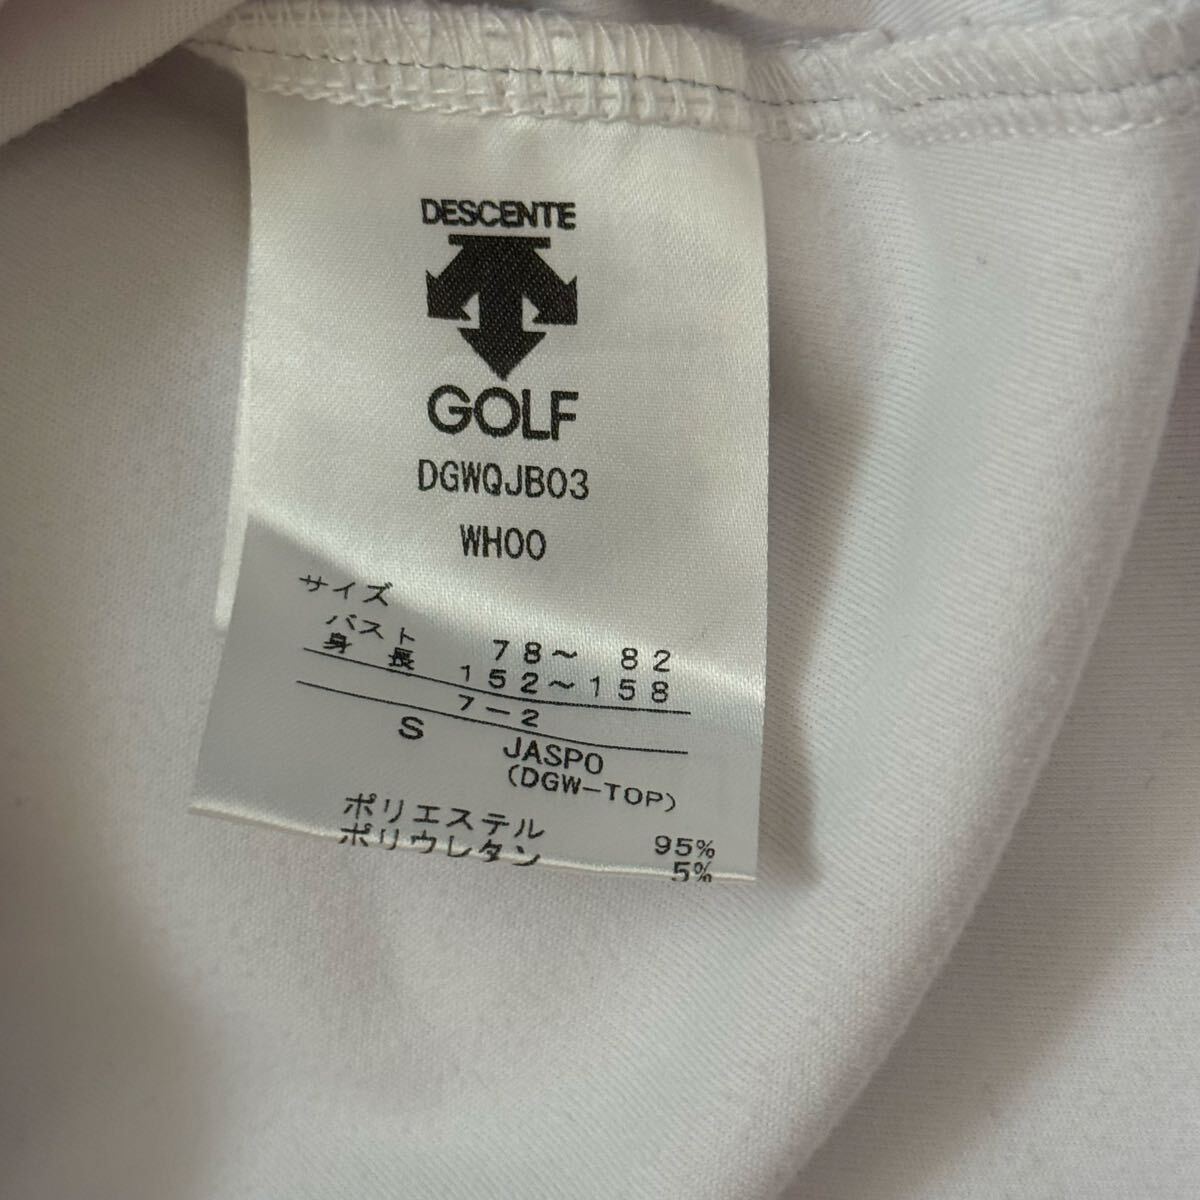 DESCENTE
GOLF
DGWQJB03
WH00
サイズ
バスト 78～ 82
身 長 152～158
7-2
S JASPO
(DGW-TOP)
ポリエステル 95%
ポリウレタン 5%